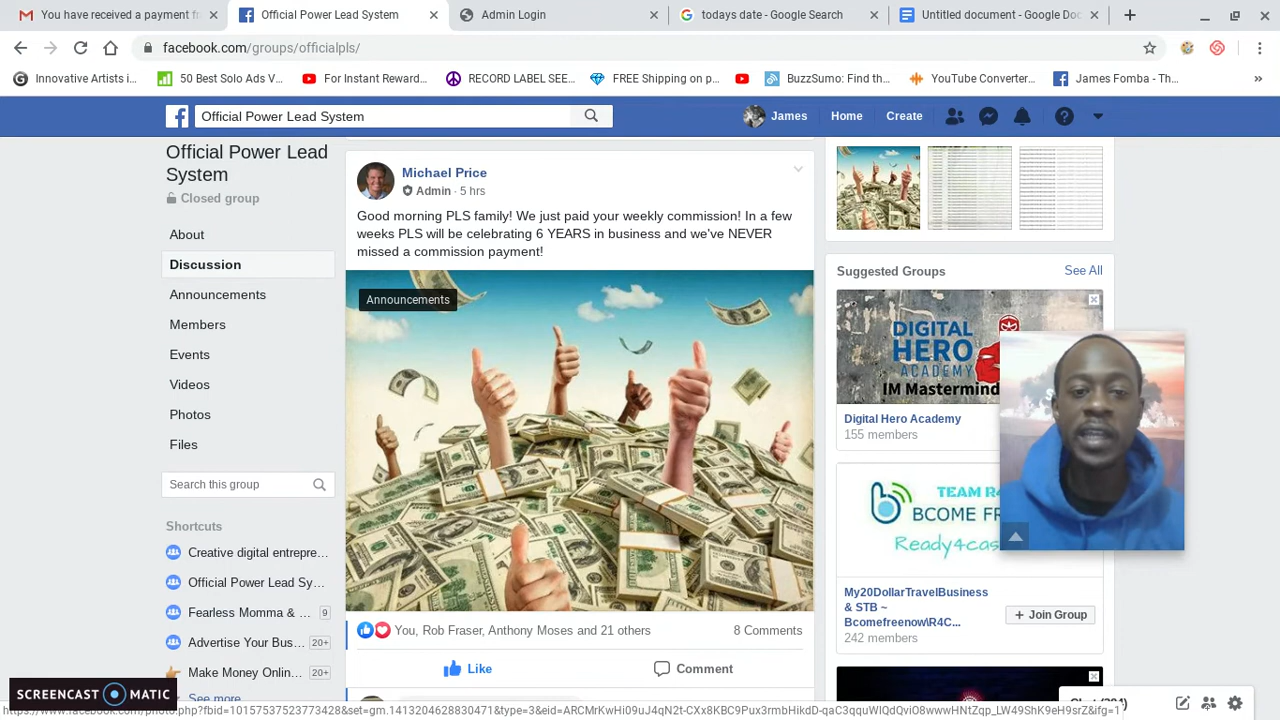 You have received a payment f
Official Power Lead System
Admin Login
todays date - Google Search
Untitled document - Google Doc
facebook.com/groups/officialpls/
Innovative Artists i...
50 Best Solo Ads V...
For Instant Reward...
RECORD LABEL SEE...
FREE Shipping on p...
BuzzSumo: Find th...
YouTube Converter...
James Fomba - Th...
Official Power Lead System
James
Home
Create
Official Power Lead
System
Closed group
About
Discussion
Announcements
Members
Events
Videos
Photos
Files
Search this group
Shortcuts
Creative digital entrepre...
Official Power Lead Sy...
Fearless Momma & ... 9
Advertise Your Bus... 20+
Make Money Onlin... 20+
See more
Michael Price
Admin · 5 hrs
Good morning PLS family! We just paid your weekly commission! In a few
weeks PLS will be celebrating 6 YEARS in business and we've NEVER
missed a commission payment!
Announcements
You, Rob Fraser, Anthony Moses and 21 others
8 Comments
Like
Comment
Suggested Groups
See All
DIGITAL
HERO
ACADEMY
IM Mastermind
Digital Hero Academy
155 members
TEAM R4
BCOME FR
Ready4cas
My20DollarTravelBusiness
& STB ~
Bcomefreenow\R4C...
242 members
+ Join Group
SCREENCAST MATIC